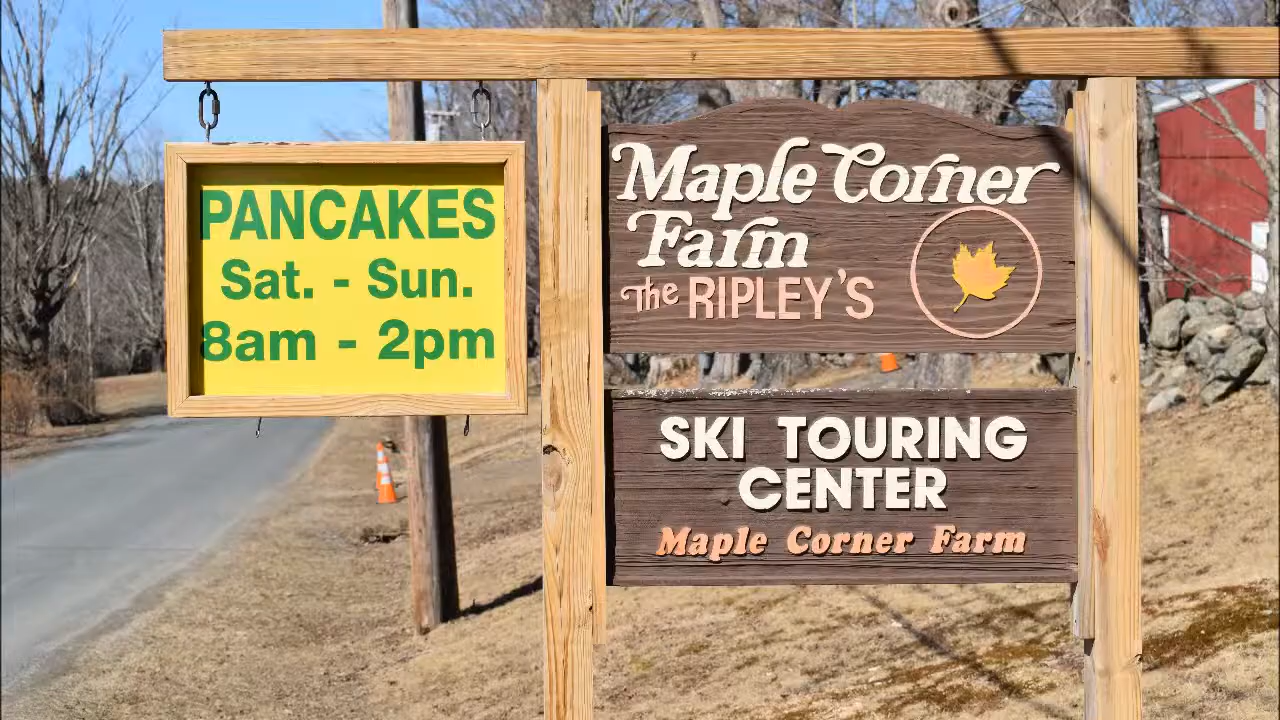 PANCAKES
Sat. - Sun.
8am - 2pm
Maple Corner
Farm
The RIPLEY'S
SKI TOURING
CENTER
Maple Corner Farm